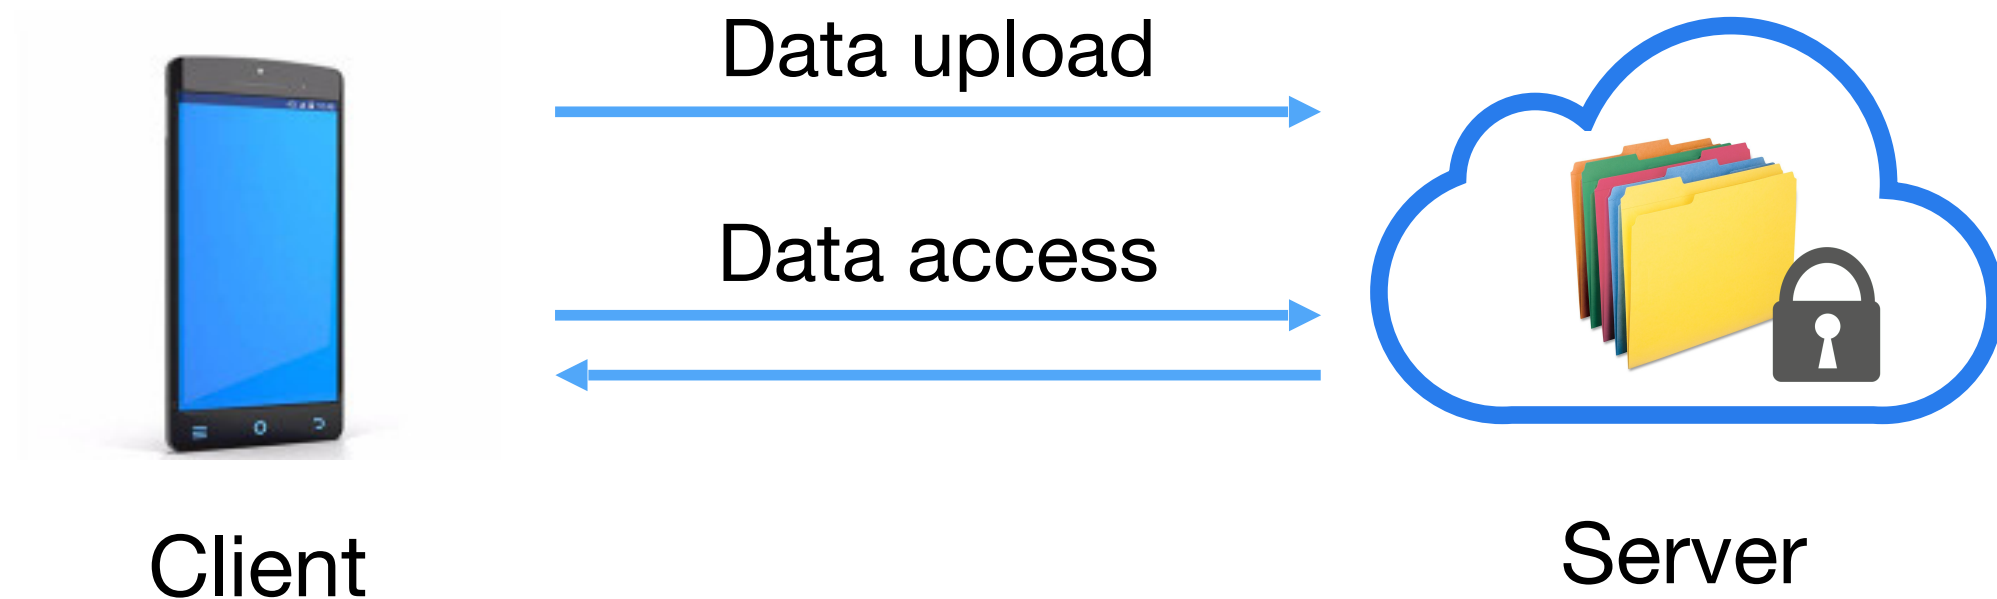 Data upload
Data access
Client
Server